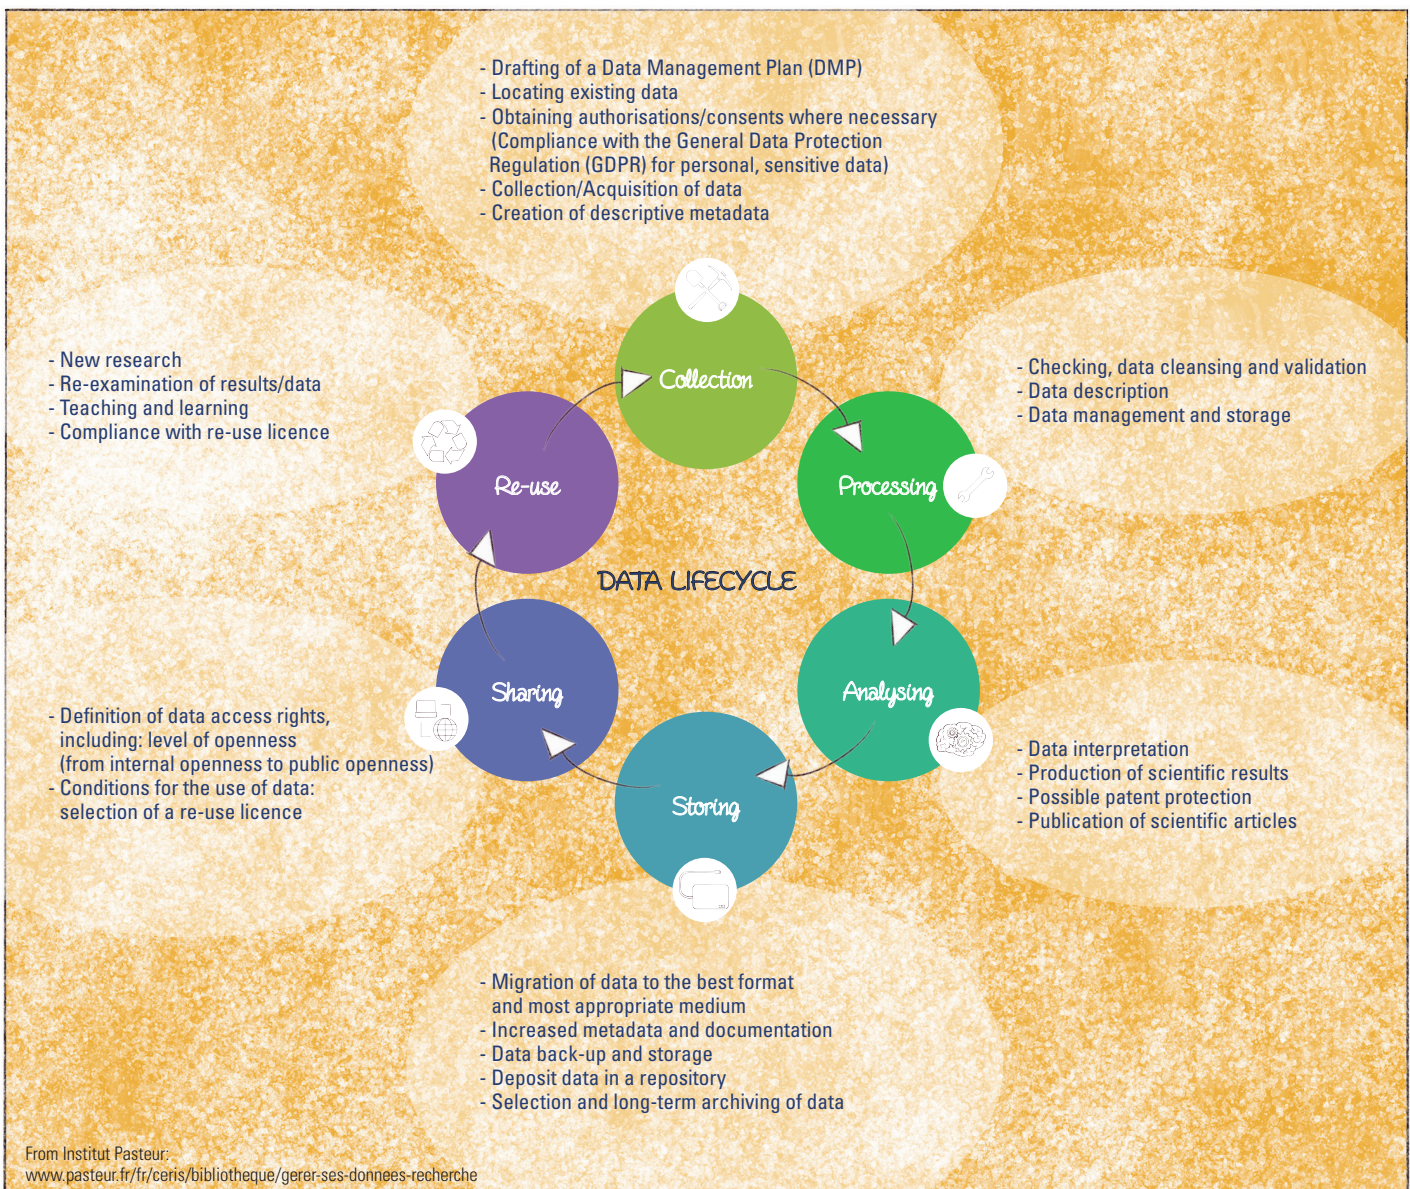 - Drafting of a Data Management Plan (DMP)
- Locating existing data
- Obtaining authorisations/consents where necessary
(Compliance with the General Data Protection
Regulation (GDPR) for personal, sensitive data)
- Collection/Acquisition of data
- Creation of descriptive metadata
Collection
- Checking, data cleansing and validation
- Data description
- Data management and storage
Processing
- New research
- Re-examination of results/data
- Teaching and learning
- Compliance with re-use licence
Re-use
DATA LIFECYCLE
Analysing
- Data interpretation
- Production of scientific results
- Possible patent protection
- Publication of scientific articles
Sharing
- Definition of data access rights,
including: level of openness
(from internal openness to public openness)
- Conditions for the use of data:
selection of a re-use licence
Storing
- Migration of data to the best format
and most appropriate medium
- Increased metadata and documentation
- Data back-up and storage
- Deposit data in a repository
- Selection and long-term archiving of data
From Institut Pasteur:
www.pasteur.fr/fr/ceris/bibliotheque/gerer-ses-donnees-recherche